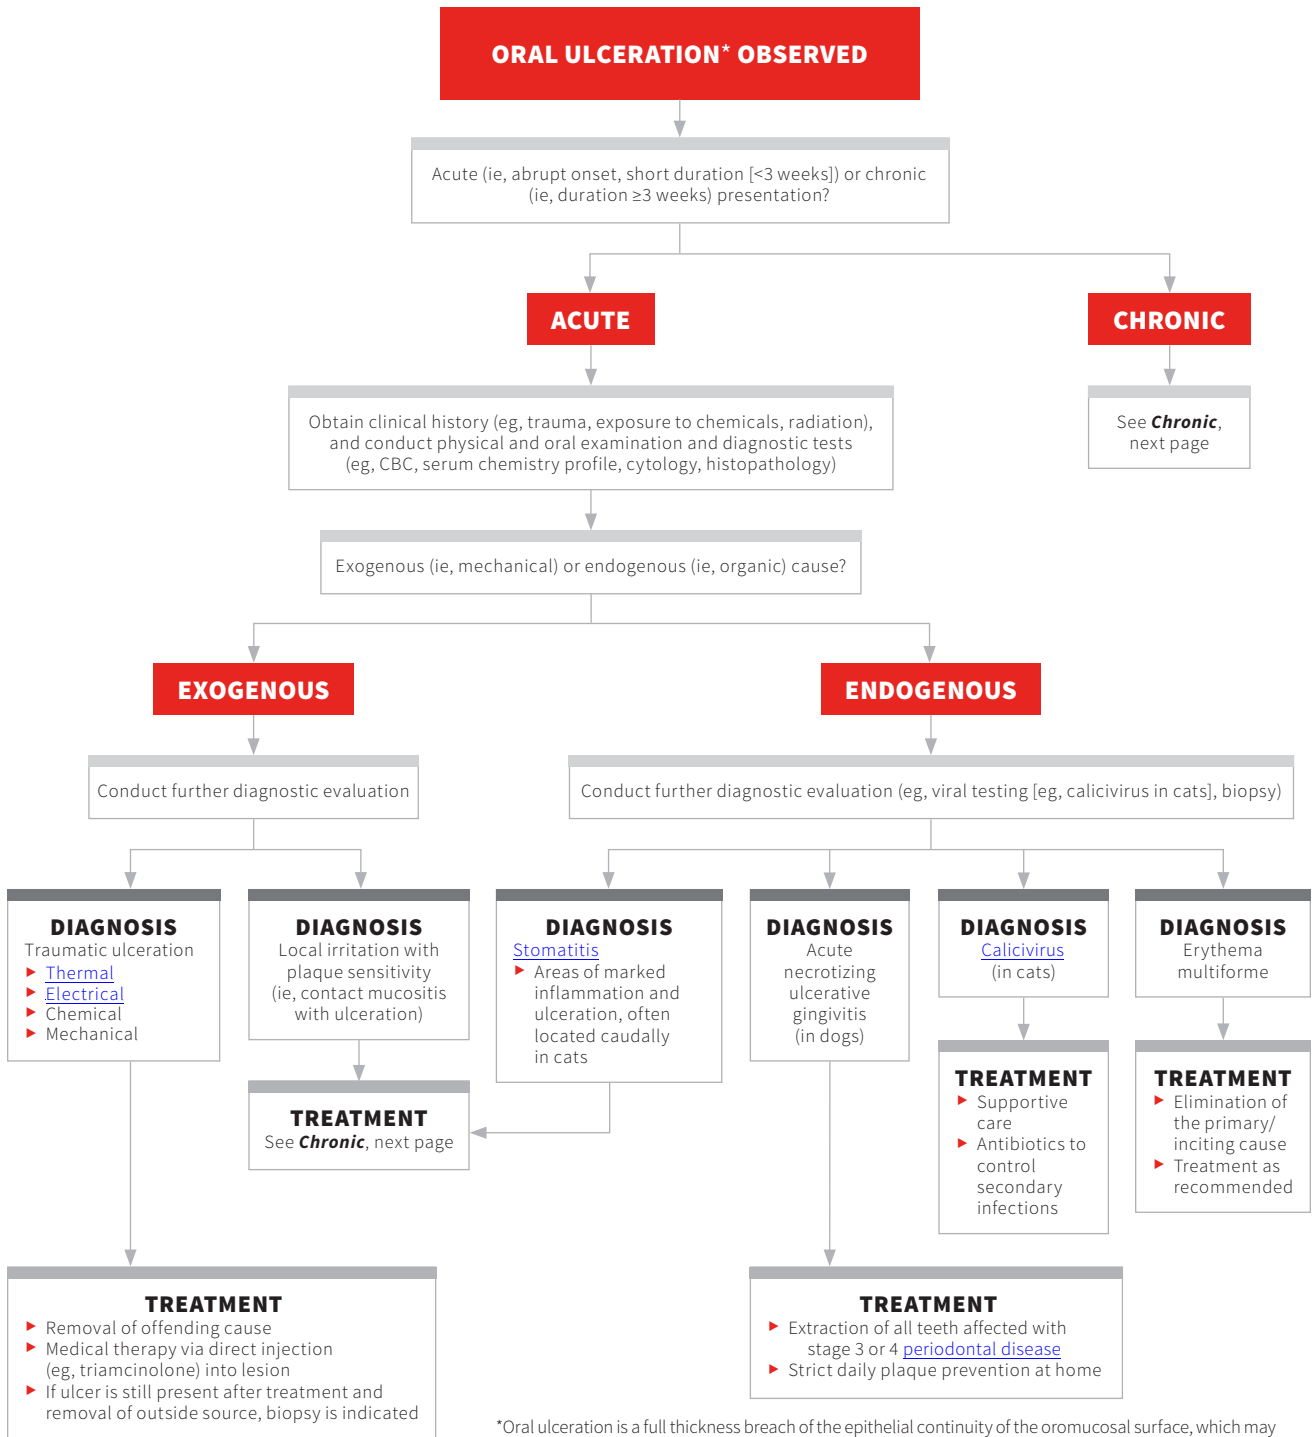 ORAL ULCERATION* OBSERVED
Acute (ie, abrupt onset, short duration [<3 weeks]) or chronic
(ie, duration ≥3 weeks) presentation?
ACUTE
CHRONIC
Obtain clinical history (eg, trauma, exposure to chemicals, radiation),
and conduct physical and oral examination and diagnostic tests
(eg, CBC, serum chemistry profile, cytology, histopathology)
See Chronic,
next page
Exogenous (ie, mechanical) or endogenous (ie, organic) cause?
EXOGENOUS
ENDOGENOUS
Conduct further diagnostic evaluation
Conduct further diagnostic evaluation (eg, viral testing [eg, calicivirus in cats], biopsy)
DIAGNOSIS
Traumatic ulceration
► Thermal
► Electrical
► Chemical
► Mechanical
DIAGNOSIS
Local irritation with
plaque sensitivity
(ie, contact mucositis
with ulceration)
DIAGNOSIS
Stomatitis
► Areas of marked
inflammation and
ulceration, often
located caudally
in cats
DIAGNOSIS
Acute
necrotizing
ulcerative
gingivitis
(in dogs)
DIAGNOSIS
Calicivirus
(in cats)
DIAGNOSIS
Erythema
multiforme
TREATMENT
See Chronic, next page
TREATMENT
► Supportive
care
► Antibiotics to
control
secondary
infections
TREATMENT
► Elimination of
the primary/
inciting cause
► Treatment as
recommended
TREATMENT
► Removal of offending cause
► Medical therapy via direct injection
(eg, triamcinolone) into lesion
► If ulcer is still present after treatment and
removal of outside source, biopsy is indicated
TREATMENT
► Extraction of all teeth affected with
stage 3 or 4 periodontal disease
► Strict daily plaque prevention at home
*Oral ulceration is a full thickness breach of the epithelial continuity of the oromucosal surface, which may